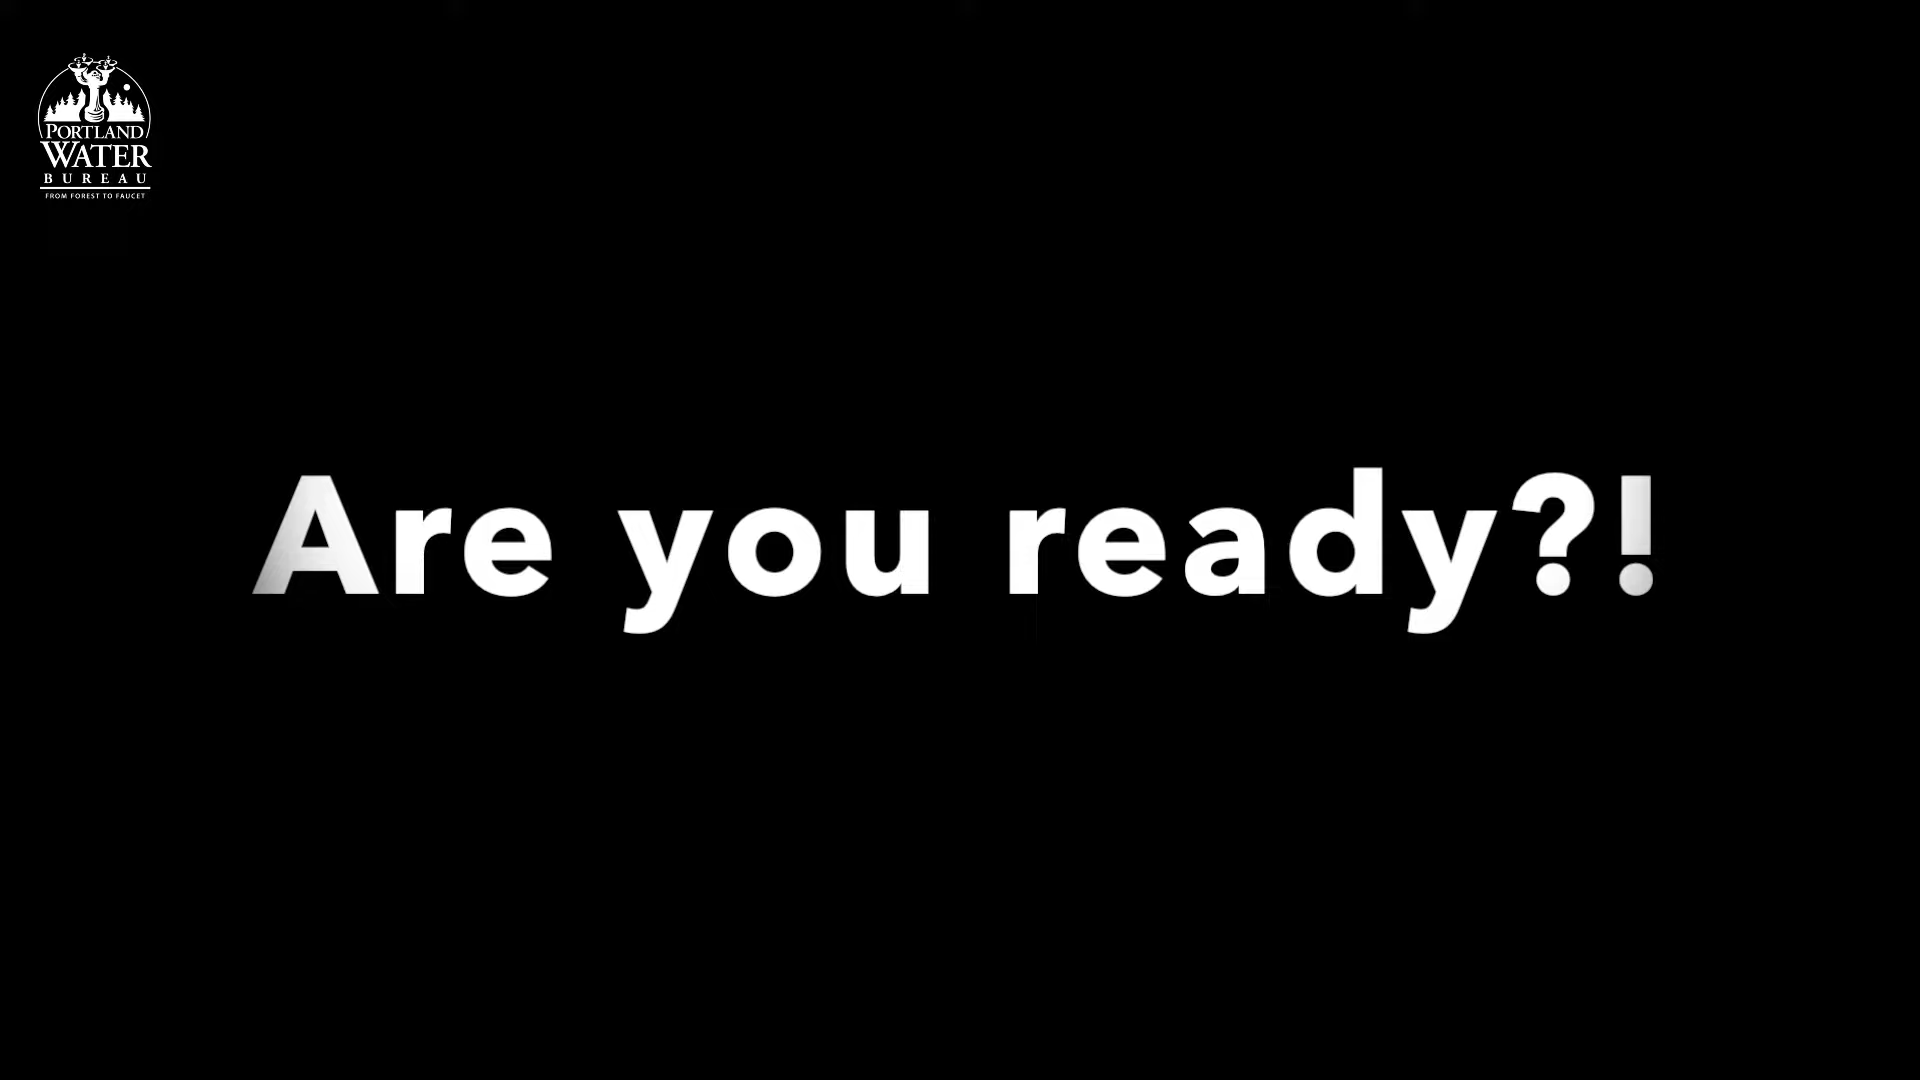 PORTLAND
WATER
BUREAU
FROM FOREST TO FAUCET
Are you ready?!